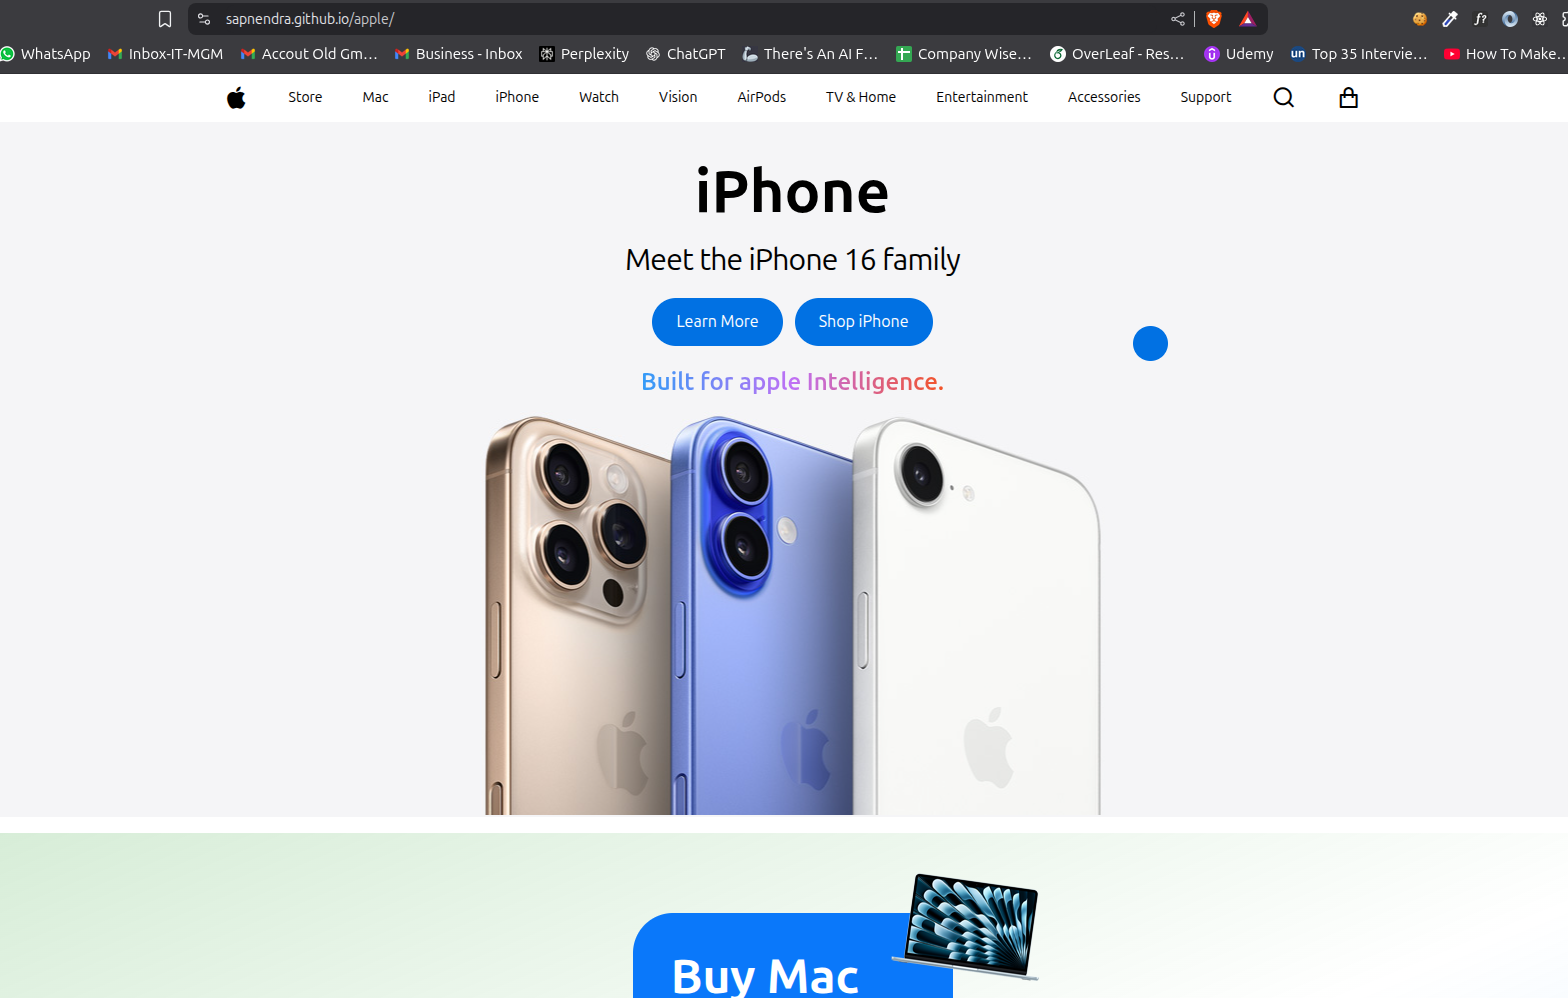 sapnendra.github.io/apple/
WhatsApp Inbox-IT-MGM Accout Old Gm... Business - Inbox Perplexity ChatGPT There's An AI F... Company Wise... OverLeaf - Res... Udemy un Top 35 Intervie... How To Make...
Store Mac iPad iPhone Watch Vision AirPods TV & Home Entertainment Accessories Support
iPhone
Meet the iPhone 16 family
Learn More Shop iPhone
Built for apple Intelligence.
Buy Mac